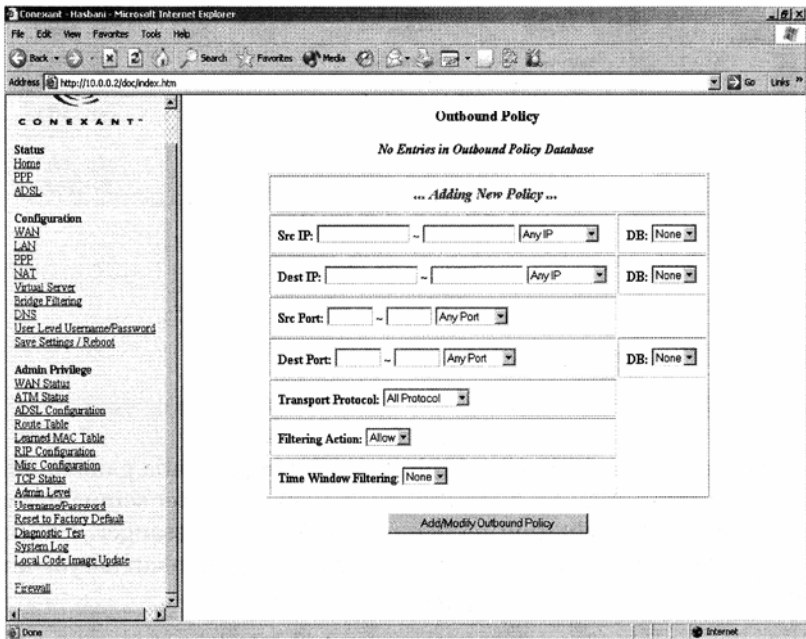 Conexant - Hasbani - Microsoft Internet Explorer
File Edit View Favorites Tools Help
Back Search Favorites Media
Address http://10.0.0.2/doc/index.htm Go Links »
CONEXANT™
Status
Home
PPP
ADSL
Configuration
WAN
LAN
PPP
NAT
Virtual Server
Bridge Filtering
DNS
User Level Username/Password
Save Settings / Reboot
Admin Privilege
WAN Status
ATM Status
ADSL Configuration
Route Table
Learned MAC Table
RIP Configuration
Misc Configuration
TCP Status
Admin Level
Username/Password
Reset to Factory Default
Diagnostic Test
System Log
Local Code Image Update
Firewall
Outbound Policy
No Entries in Outbound Policy Database
... Adding New Policy ...
Src IP: ~ Any IP DB: None
Dest IP: ~ Any IP DB: None
Src Port: ~ Any Port
Dest Port: ~ Any Port DB: None
Transport Protocol: All Protocol
Filtering Action: Allow
Time Window Filtering: None
Add/Modify Outbound Policy
Done Internet